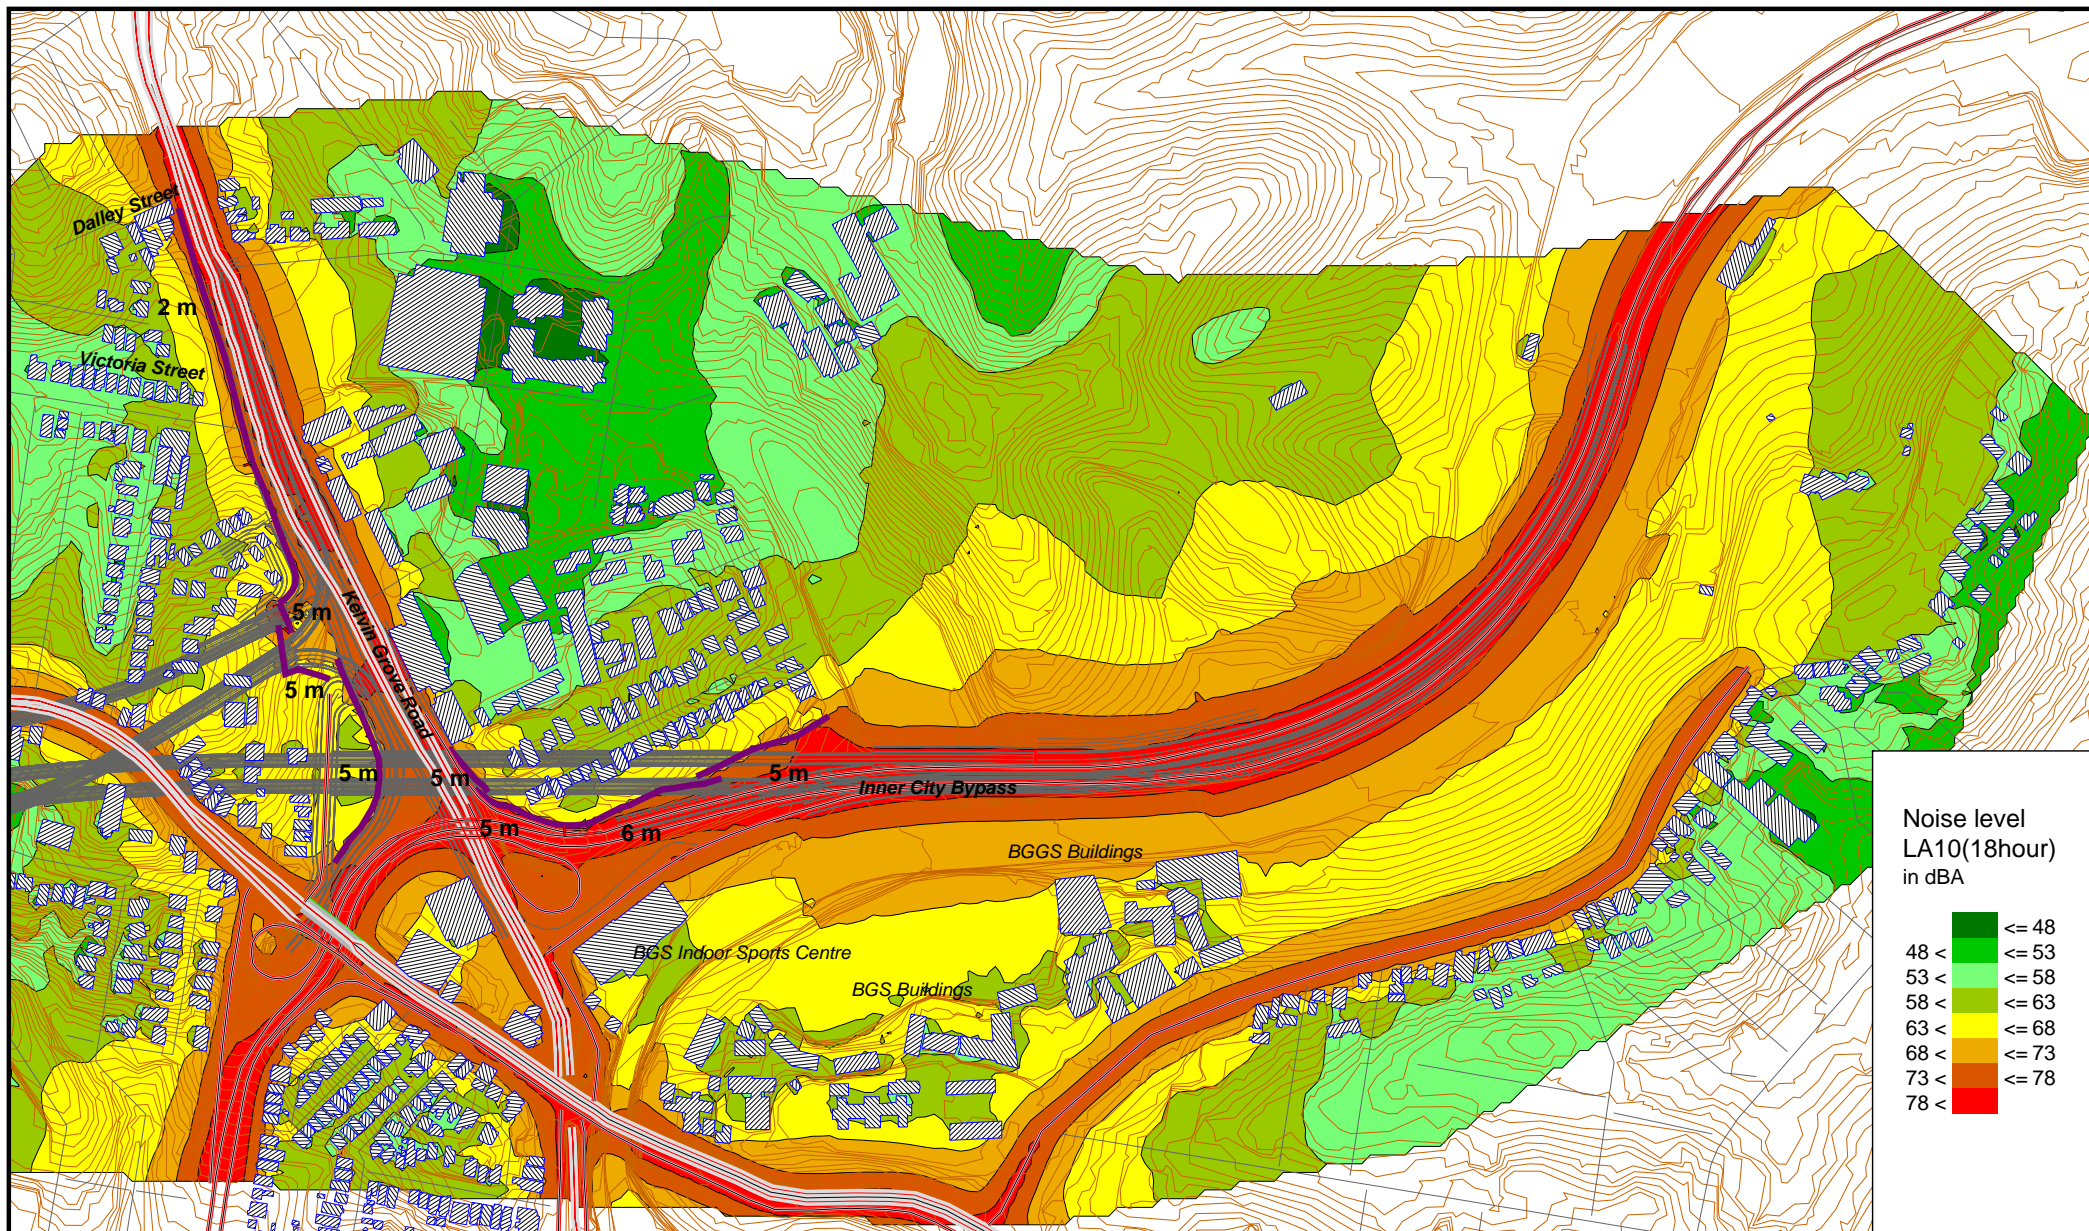 Dalley Street
2 m
Victoria Street
5 m
Kelvin Grove Road
5 m
5 m
5 m
5 m
Inner City Bypass
5 m
6 m
BGGS Buildings
BGS Indoor Sports Centre
BGS Buildings
Noise level
LA10(18hour)
in dBA
<= 48
48 < <= 53
53 < <= 58
58 < <= 63
63 < <= 68
68 < <= 73
73 < <= 78
78 <